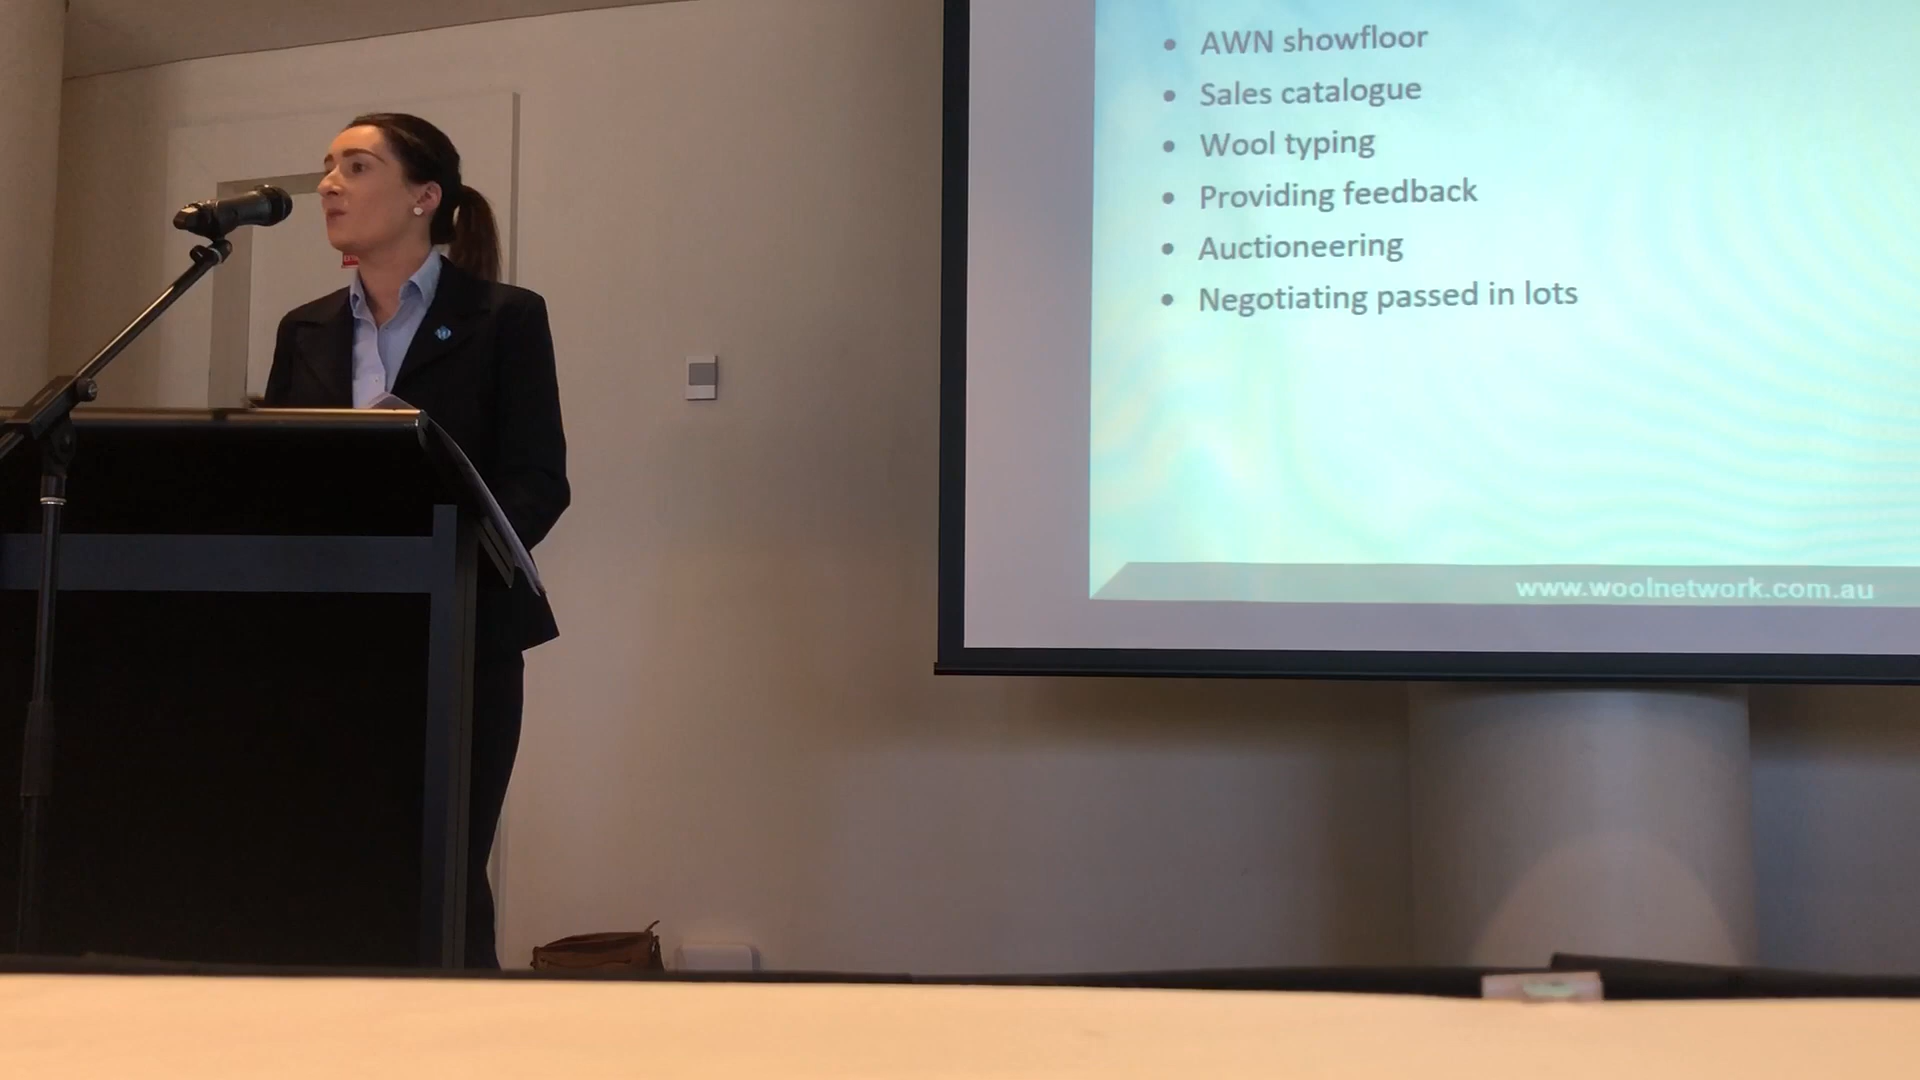 • AWN showfloor
• Sales catalogue
• Wool typing
• Providing feedback
• Auctioneering
• Negotiating passed in lots
www.woolnetwork.com.au